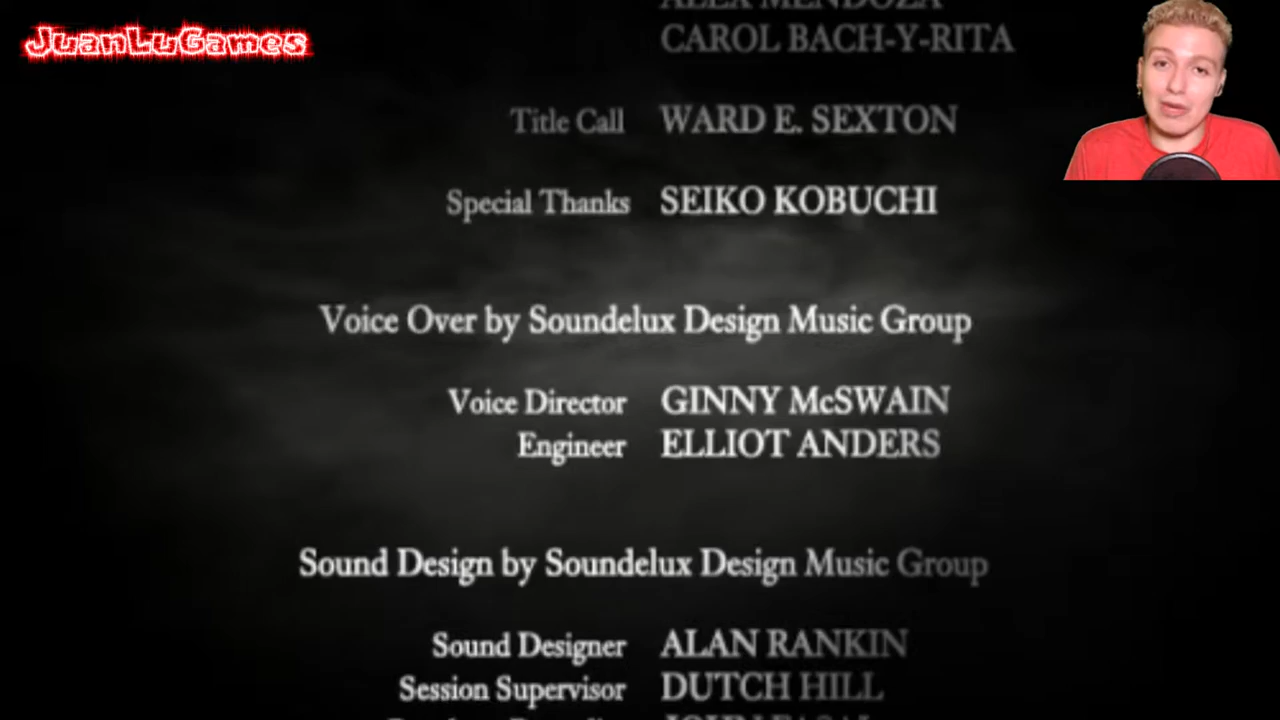 JuanLuGames
ALEX MENDOZA
CAROL BACH-Y-RITA
Title Call WARD E. SEXTON
Special Thanks SEIKO KOBUCHI
Voice Over by Soundelux Design Music Group
Voice Director GINNY McSWAIN
Engineer ELLIOT ANDERS
Sound Design by Soundelux Design Music Group
Sound Designer ALAN RANKIN
Session Supervisor DUTCH HILL